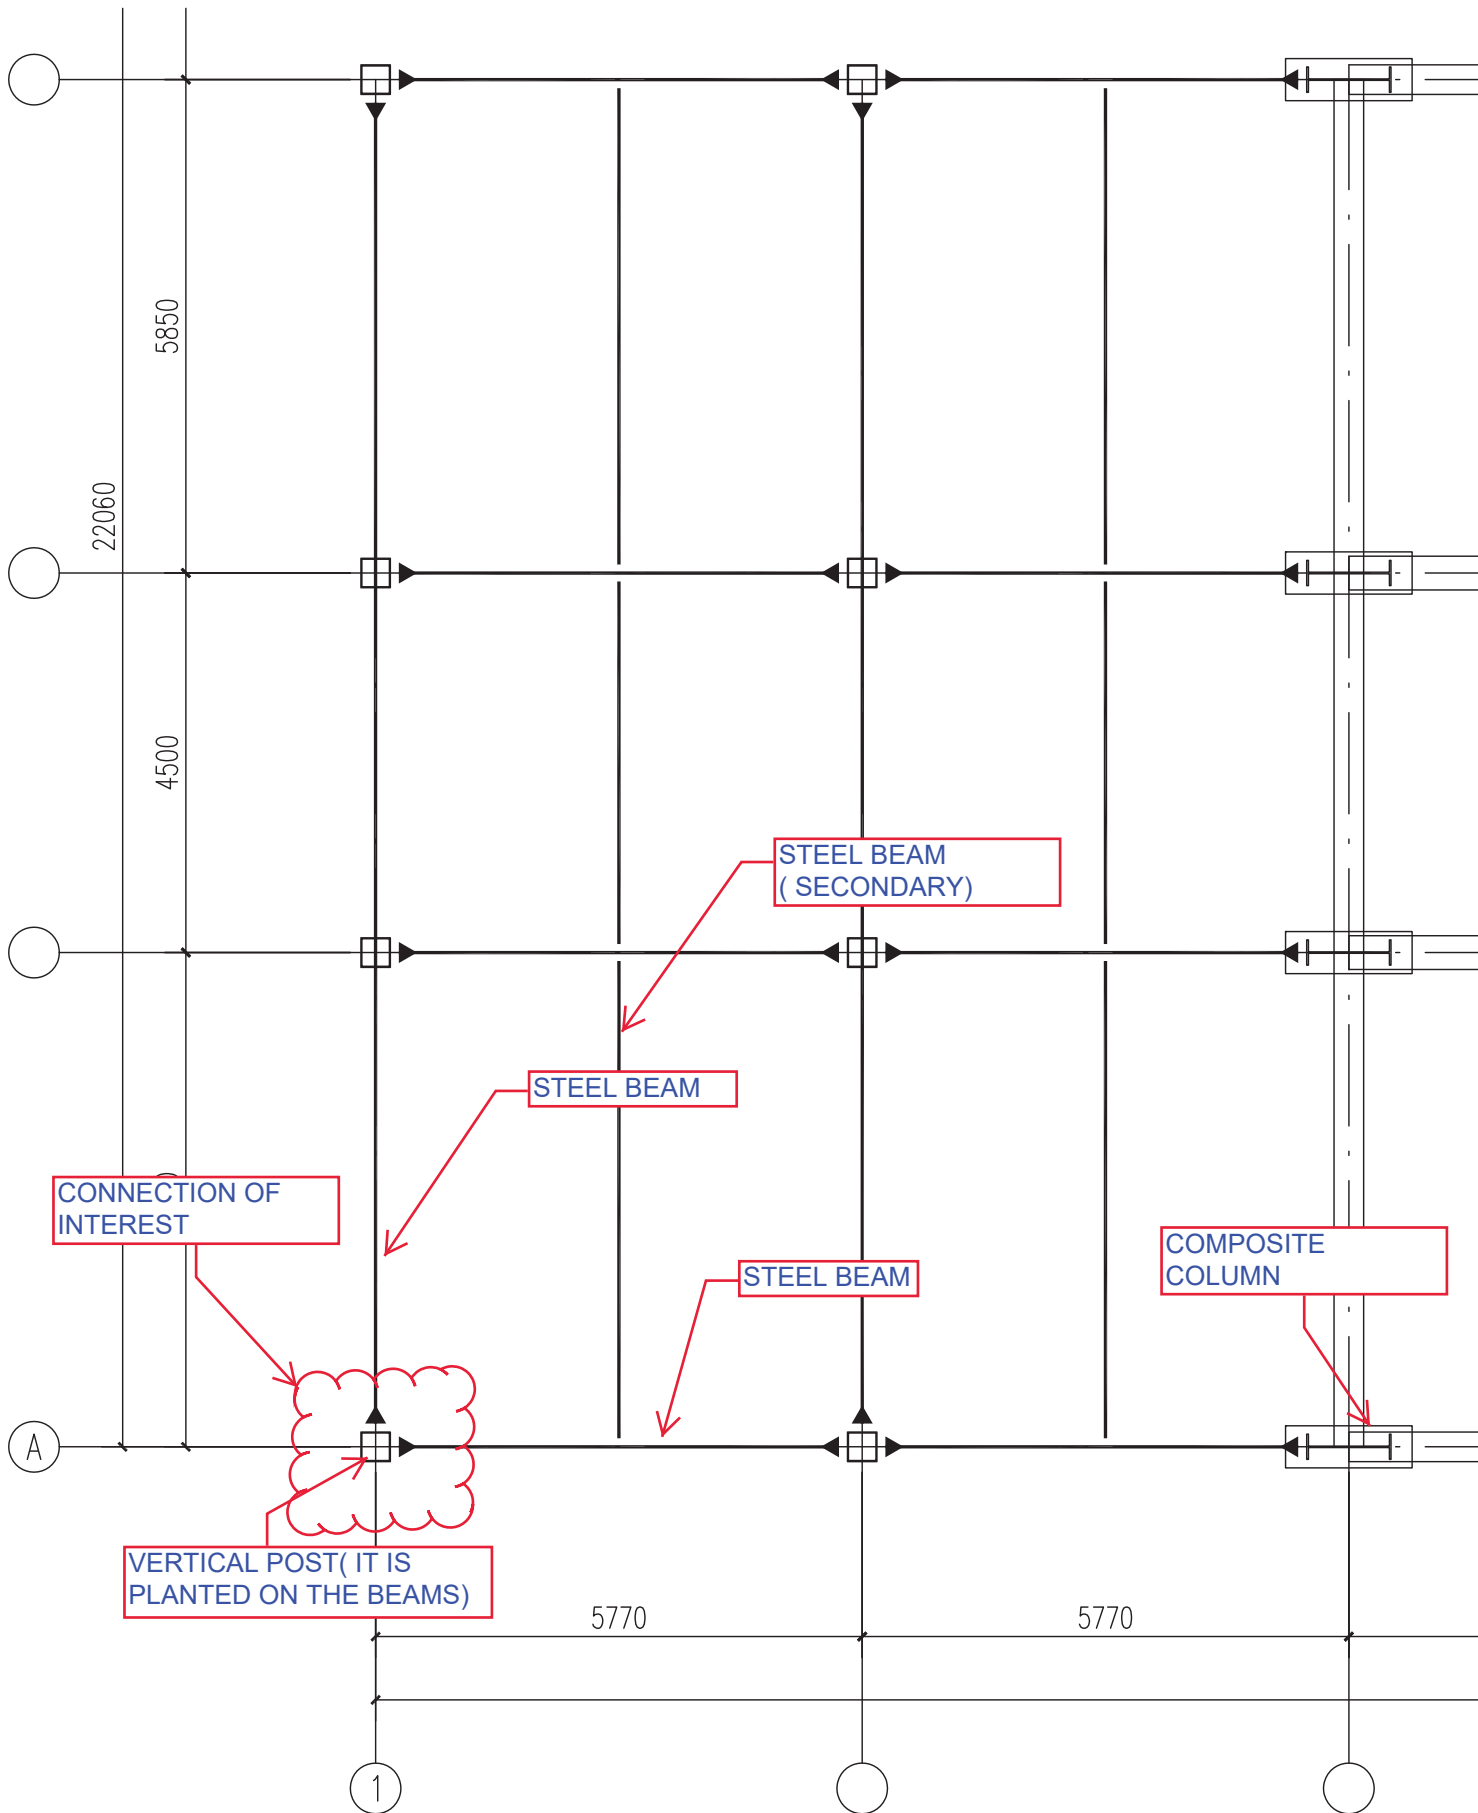 5850
22060
4500
STEEL BEAM
( SECONDARY)
STEEL BEAM
CONNECTION OF
INTEREST
COMPOSITE
COLUMN
STEEL BEAM
A
VERTICAL POST( IT IS
PLANTED ON THE BEAMS)
5770
5770
1